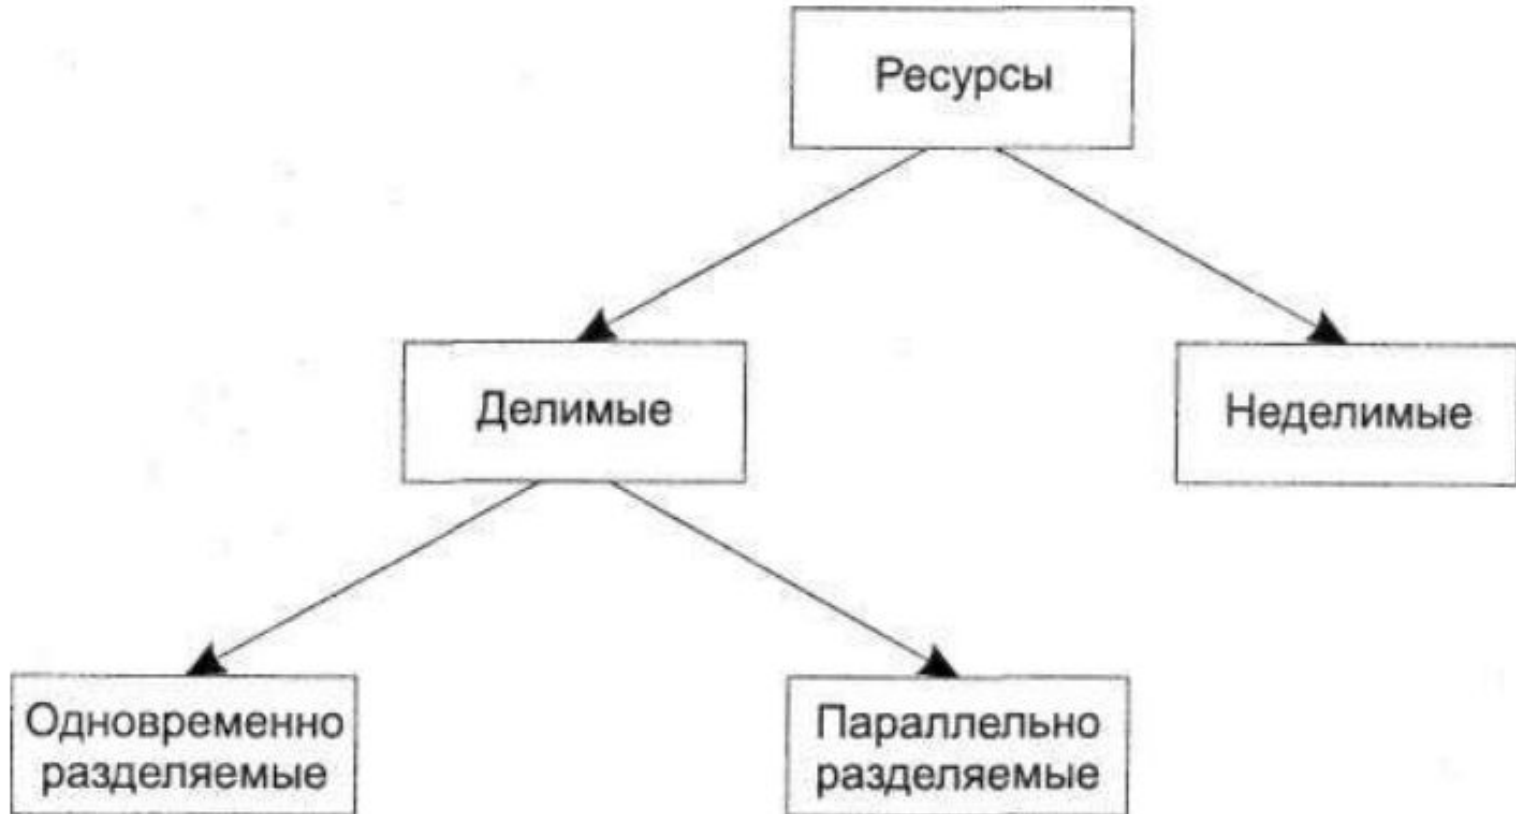 Ресурсы
Делимые
Неделимые
Одновременно
разделяемые
Параллельно
разделяемые